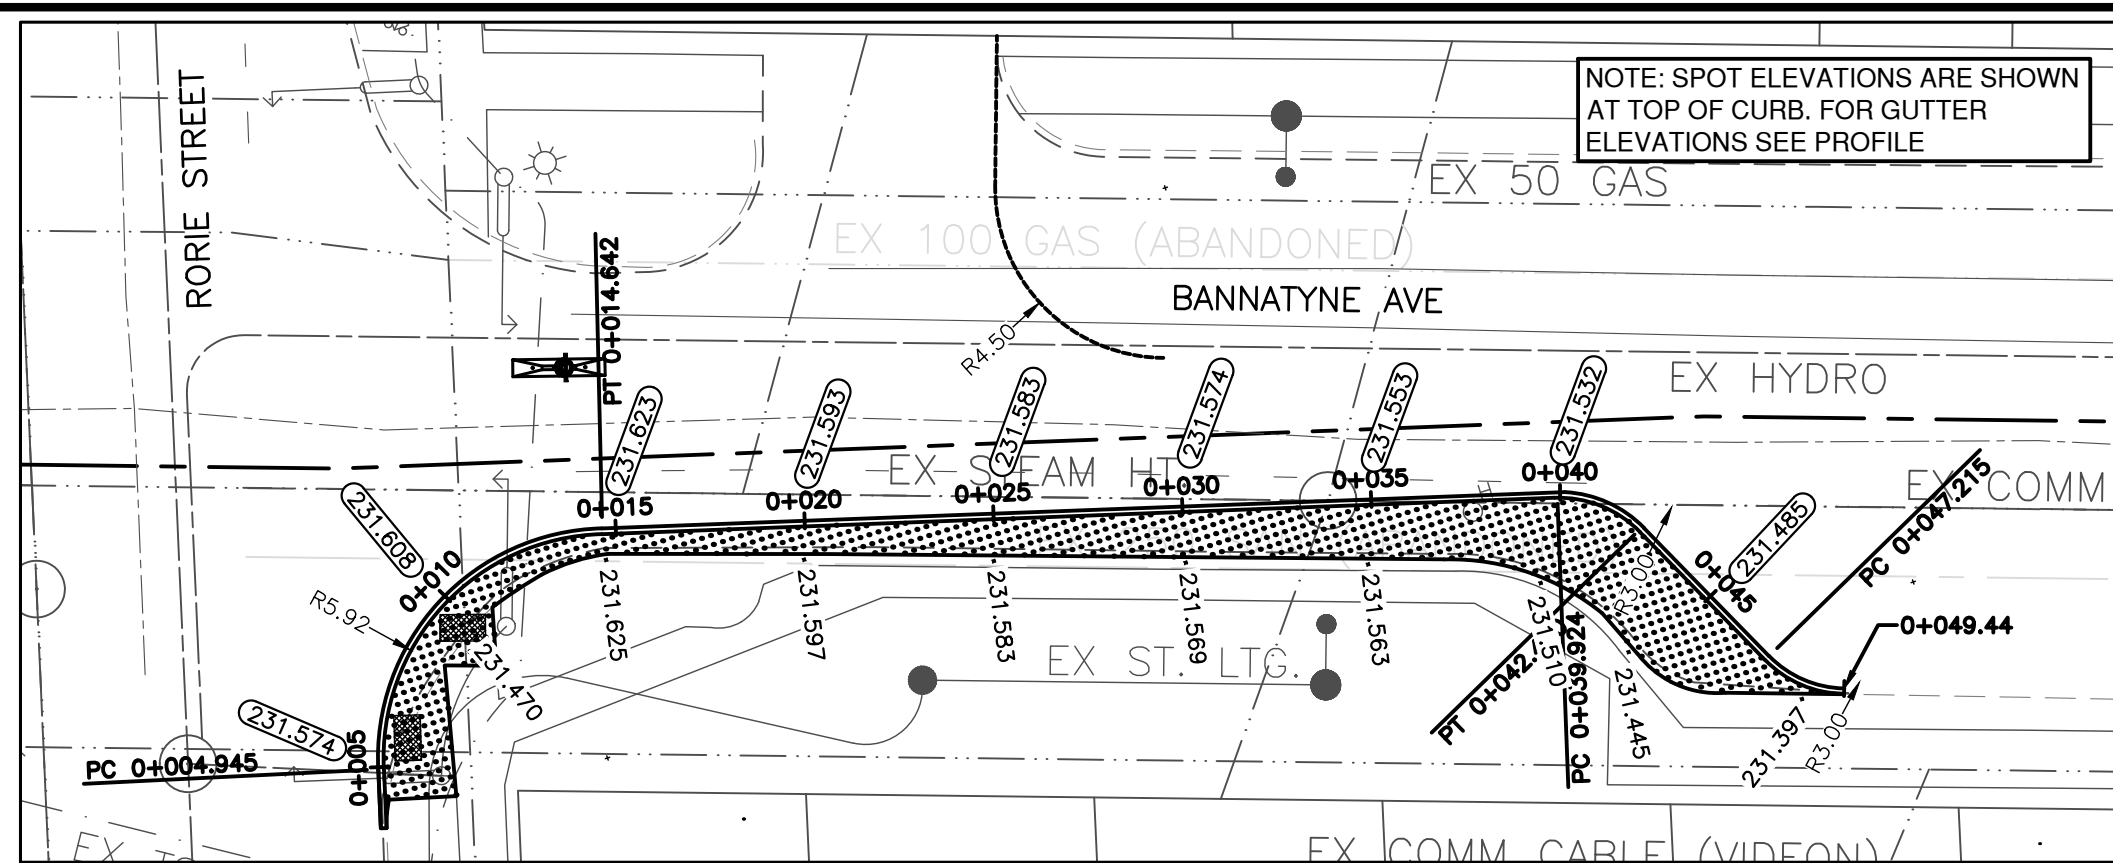 NOTE: SPOT ELEVATIONS ARE SHOWN
AT TOP OF CURB. FOR GUTTER
ELEVATIONS SEE PROFILE
RORIE STREET
EX 50 GAS
EX 100 GAS (ABANDONED)
BANNATYNE AVE
PT 0+014.642
R4.50
EX HYDRO
231.623
231.593
231.583
231.574
231.553
231.532
EX STEAM HT
EX COMM
0+015
0+020
0+025
0+030
0+035
0+040
231.608
0+010
R5.92
231.485
0+045
PC 0+047.215
R3.00
0+049.44
231.625
231.597
231.583
231.569
231.563
231.510
231.445
231.397
R3.00
231.470
EX ST. LTG.
PT 0+042.
PC 0+039.924
231.574
0+005
PC 0+004.945
EX COMM CABLE (VIDEON)
EX